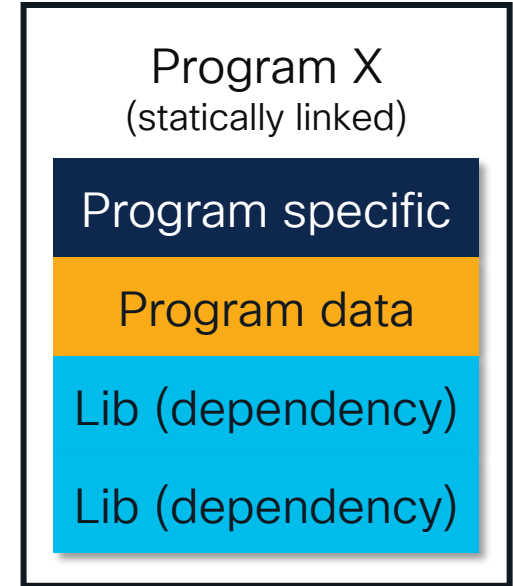 Program X
(statically linked)
Program specific
Program data
Lib (dependency)
Lib (dependency)